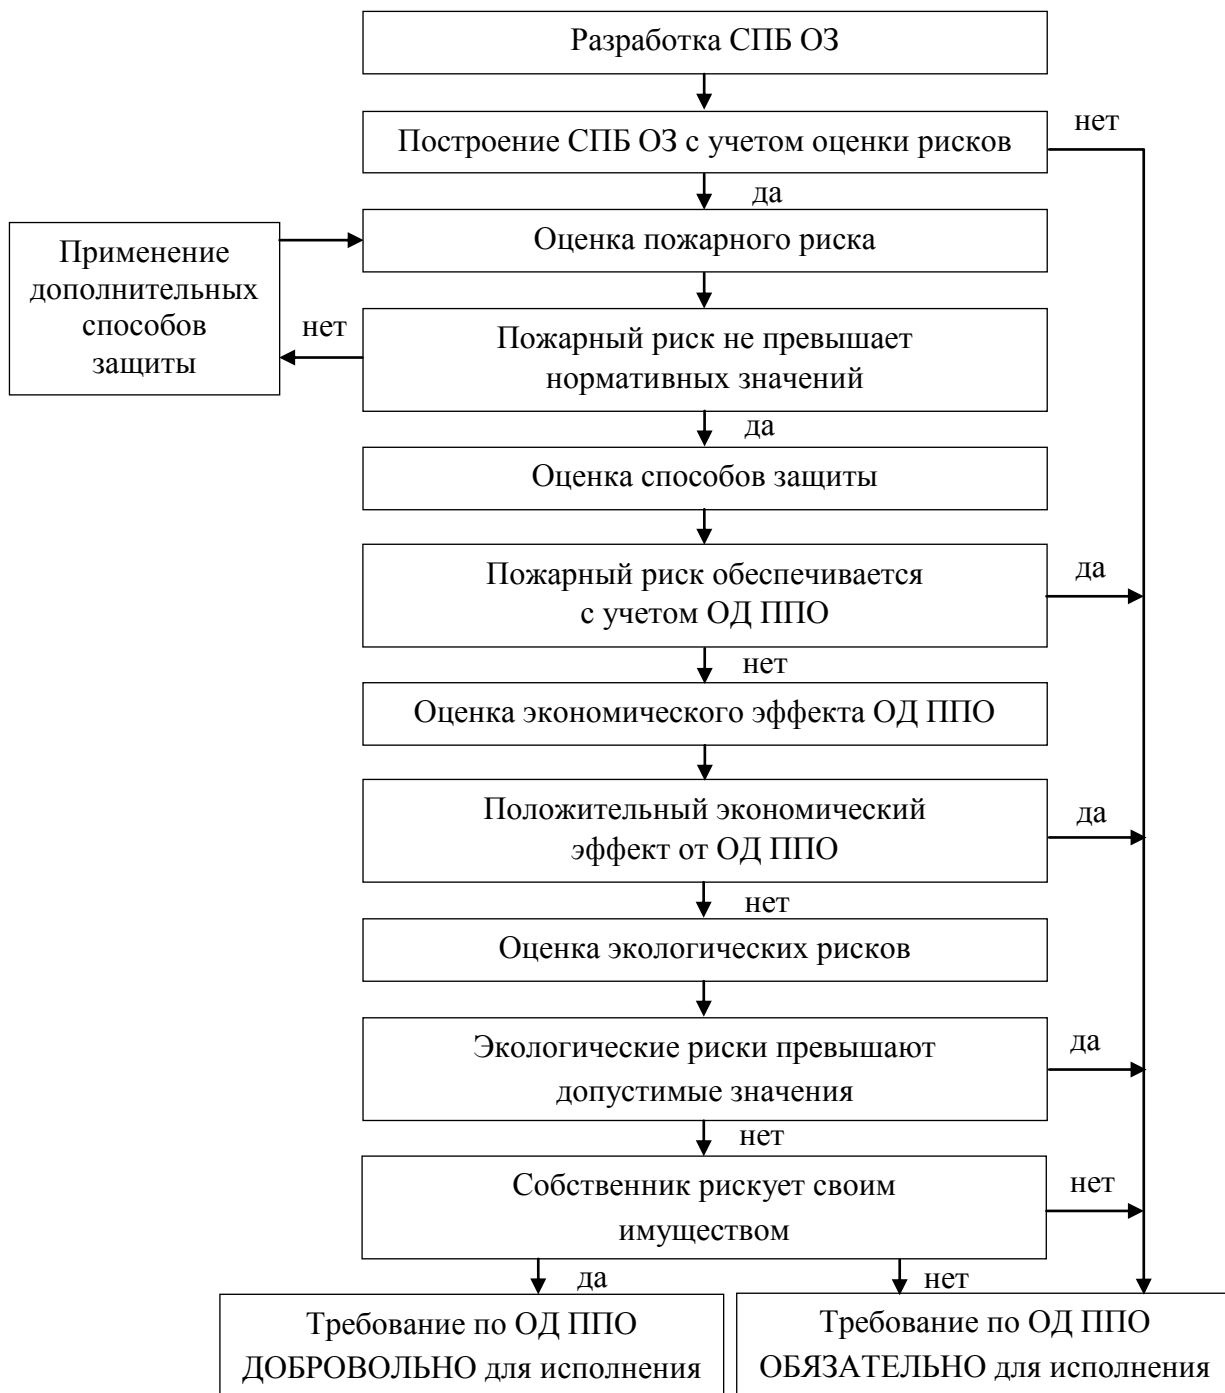 Разработка СПБ ОЗ
нет
Построение СПБ ОЗ с учетом оценки рисков
да
Применение
дополнительных
способов
защиты
Оценка пожарного риска
нет
Пожарный риск не превышает
нормативных значений
да
Оценка способов защиты
Пожарный риск обеспечивается
с учетом ОД ППО
да
нет
Оценка экономического эффекта ОД ППО
Положительный экономический
эффект от ОД ППО
да
нет
Оценка экологических рисков
Экологические риски превышают
допустимые значения
да
нет
Собственник рискует своим
имуществом
нет
да
нет
Требование по ОД ППО
ДОБРОВОЛЬНО для исполнения
Требование по ОД ППО
ОБЯЗАТЕЛЬНО для исполнения